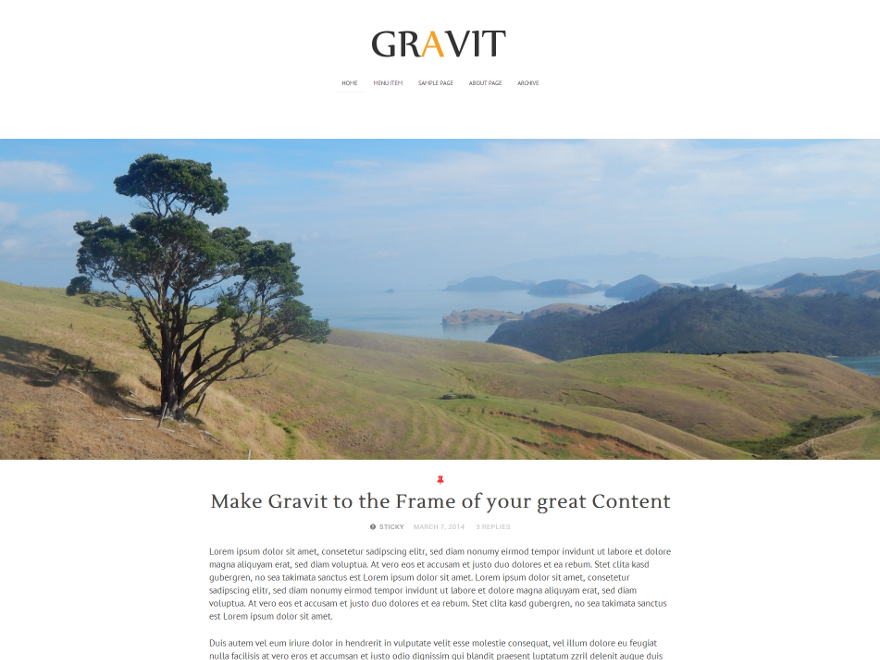 GRAVIT
HOME MENU ITEM SAMPLE PAGE ABOUT PAGE ARCHIVE
Make Gravit to the Frame of your great Content
STICKY MARCH 7, 2014 3 REPLIES
Lorem ipsum dolor sit amet, consetetur sadipscing elitr, sed diam nonumy eirmod tempor invidunt ut labore et dolore
magna aliquyam erat, sed diam voluptua. At vero eos et accusam et justo duo dolores et ea rebum. Stet clita kasd
gubergren, no sea takimata sanctus est Lorem ipsum dolor sit amet. Lorem ipsum dolor sit amet, consetetur
sadipscing elitr, sed diam nonumy eirmod tempor invidunt ut labore et dolore magna aliquyam erat, sed diam
voluptua. At vero eos et accusam et justo duo dolores et ea rebum. Stet clita kasd gubergren, no sea takimata sanctus
est Lorem ipsum dolor sit amet.
Duis autem vel eum iriure dolor in hendrerit in vulputate velit esse molestie consequat, vel illum dolore eu feugiat
nulla facilisis at vero eros et accumsan et iusto odio dignissim qui blandit praesent luptatum zzril delenit augue duis